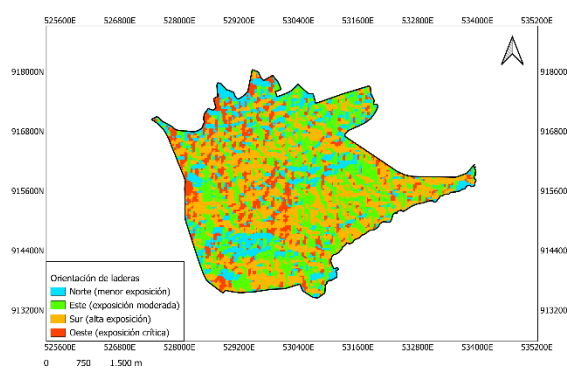 525600E 526800E 528000E 529200E 530400E 531600E 532800E 534000E 535200E
918000N 918000N
916800N 916800N
915600N 915600N
914400N 914400N
913200N 913200N
Orientación de laderas
Norte (menor exposición)
Este (exposición moderada)
Sur (alta exposición)
Oeste (exposición crítica)
525600E 526800E 528000E 529200E 530400E 531600E 532800E 534000E 535200E
0 750 1.500 m